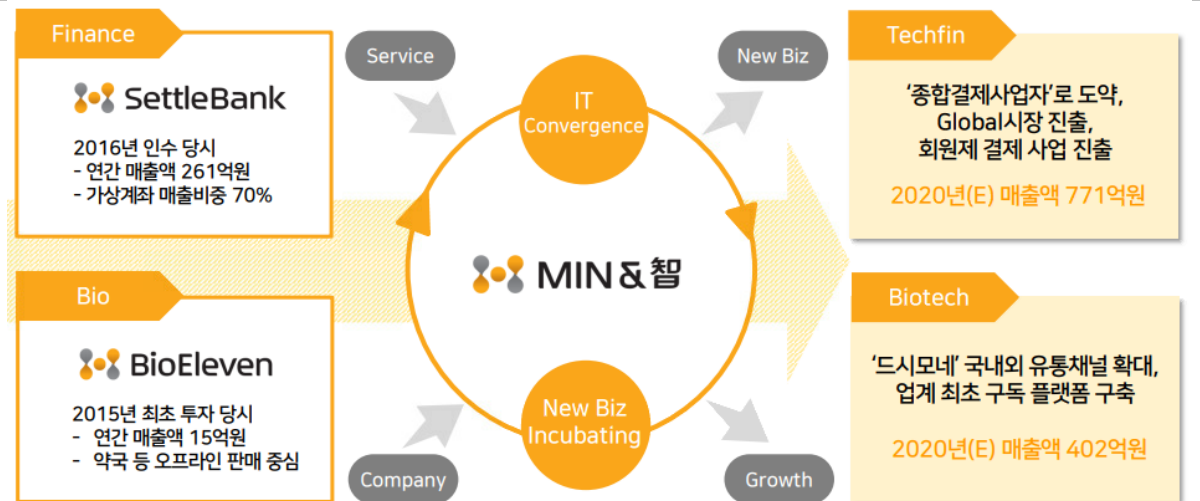 Finance
SettleBank
2016년 인수 당시
- 연간 매출액 261억원
- 가상계좌 매출비중 70%
Bio
BioEleven
2015년 최초 투자 당시
- 연간 매출액 15억원
- 약국 등 오프라인 판매 중심
Service
New Biz
IT
Convergence
MIN&智
New Biz
Incubating
Company
Growth
Techfin
‘종합결제사업자’로 도약,
Global시장 진출,
회원제 결제 사업 진출
2020년(E) 매출액 771억원
Biotech
‘드시모네’ 국내외 유통채널 확대,
업계 최초 구독 플랫폼 구축
2020년(E) 매출액 402억원